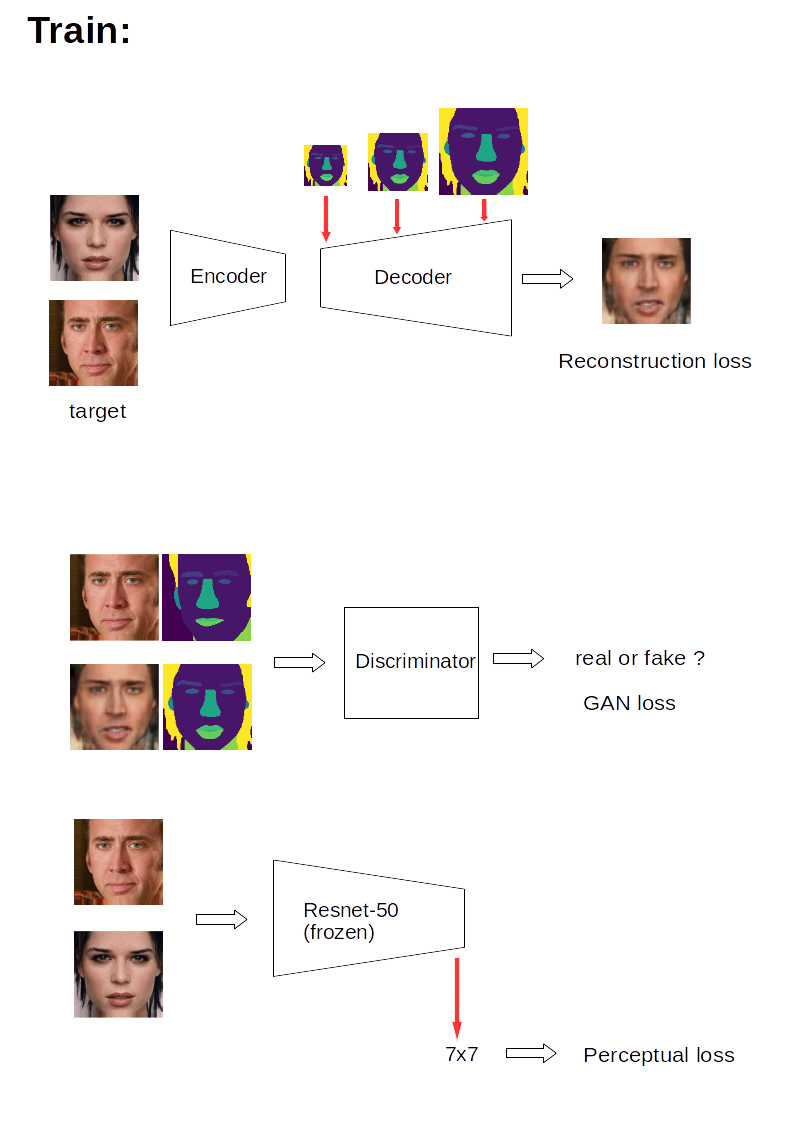 Train:
Encoder
Decoder
Reconstruction loss
target
Discriminator
real or fake ?
GAN loss
Resnet-50
(frozen)
7x7
Perceptual loss